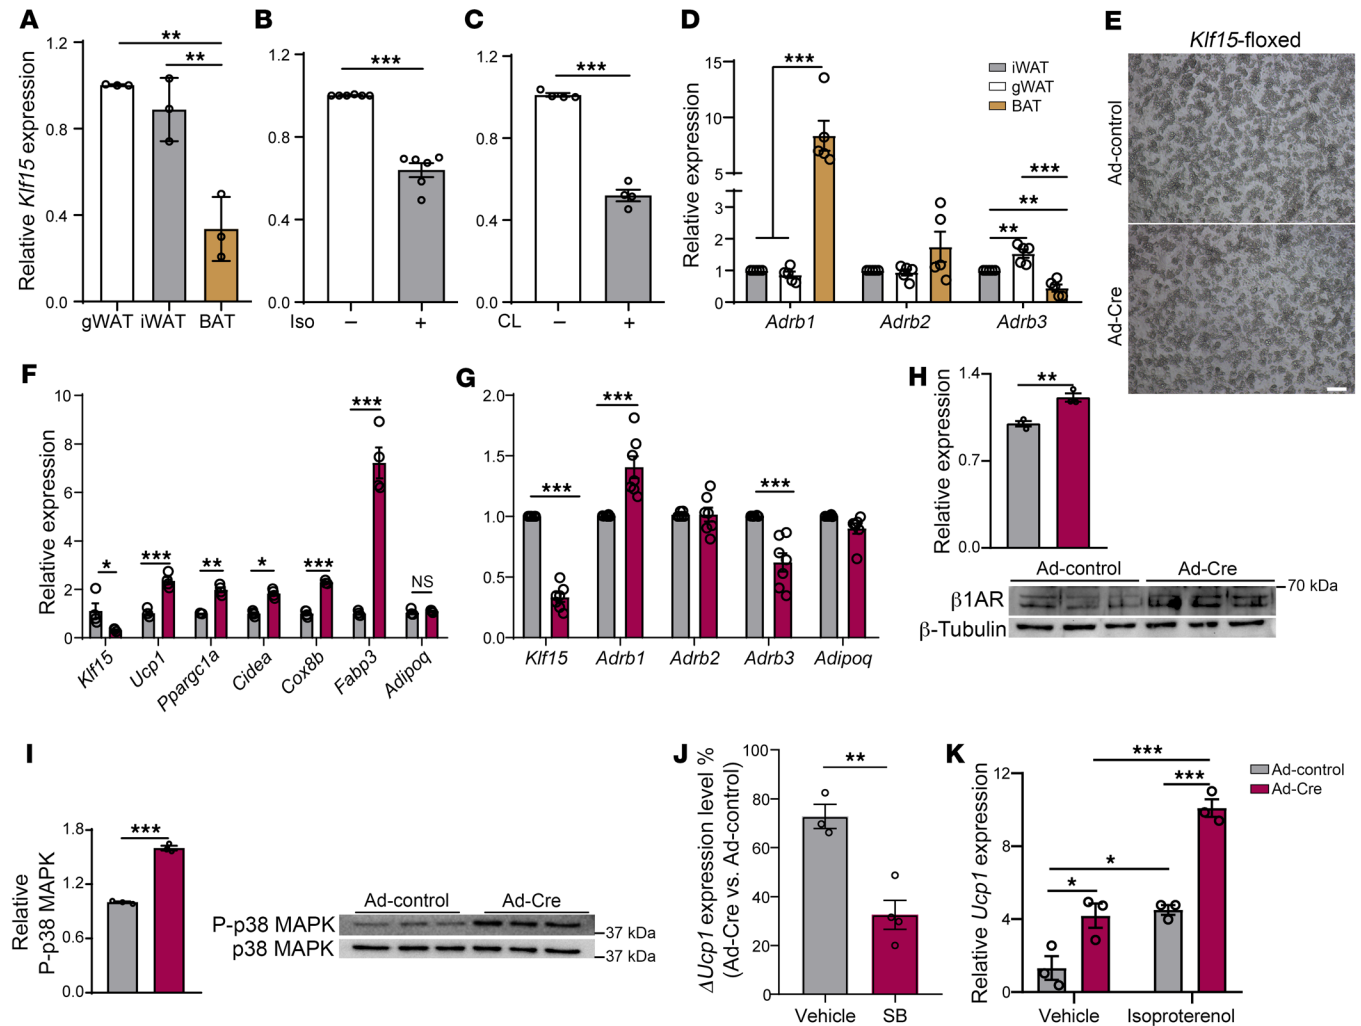 A
Relative Klf15 expression
1.2
0.8
0.4
0.0
**
**
gWAT iWAT BAT
B
1.2
0.8
0.4
0.0
***
Iso − +
C
1.2
0.8
0.4
0.0
***
CL − +
D
Relative expression
15
10
5
3
2
1
0
***
**
**
***
iWAT
gWAT
BAT
Adrb1 Adrb2 Adrb3
E
Klf15-floxed
Ad-control
Ad-Cre
F
Relative expression
10
8
6
4
2
0
* *** ** * *** *** NS
Klf15 Ucp1 Ppargc1a Cidea Cox8b Fabp3 Adipoq
G
2.0
1.5
1.0
0.5
0.0
*** *** ***
Klf15 Adrb1 Adrb2 Adrb3 Adipoq
H
Relative expression
1.4
0.7
0.0
**
Ad-control Ad-Cre
70 kDa
β1AR
β-Tubulin
I
Relative
P-p38 MAPK
1.8
1.2
0.6
0.0
***
Ad-control Ad-Cre
P-p38 MAPK
37 kDa
p38 MAPK
37 kDa
J
ΔUcp1 expression level %
(Ad-Cre vs. Ad-control)
100
80
60
40
20
0
**
Vehicle SB
K
Relative Ucp1 expression
12
8
4
0
***
***
*
*
Vehicle Isoproterenol
Ad-control
Ad-Cre